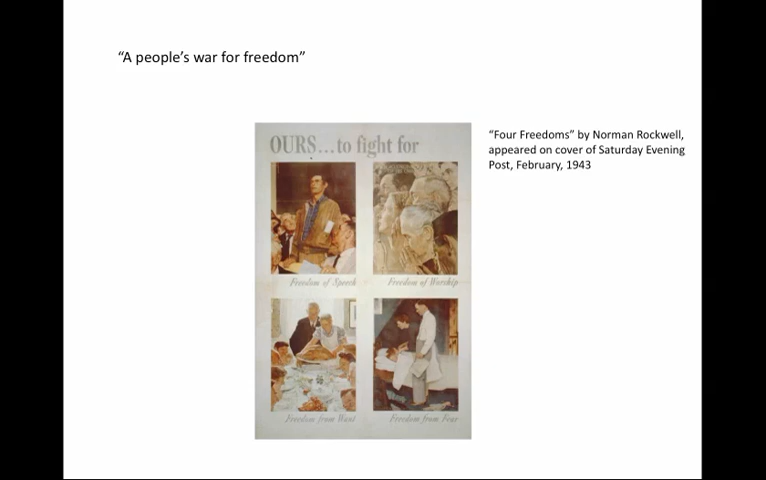 “A people’s war for freedom”
“Four Freedoms” by Norman Rockwell,
appeared on cover of Saturday Evening
Post, February, 1943
OURS...to fight for
Freedom of Speech
Freedom of Worship
Freedom from Want
Freedom from Fear